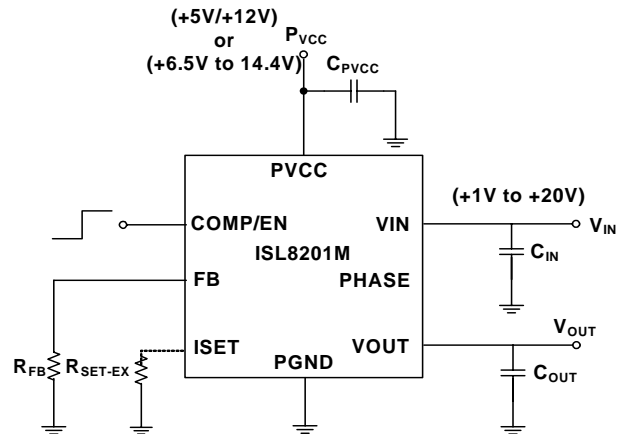 (+5V/+12V)
or
(+6.5V to 14.4V)
PVCC
CPVCC
PVCC
(+1V to +20V)
COMP/EN
VIN
VIN
ISL8201M
CIN
FB
PHASE
VOUT
ISET
VOUT
RFB
RSET-EX
PGND
COUT